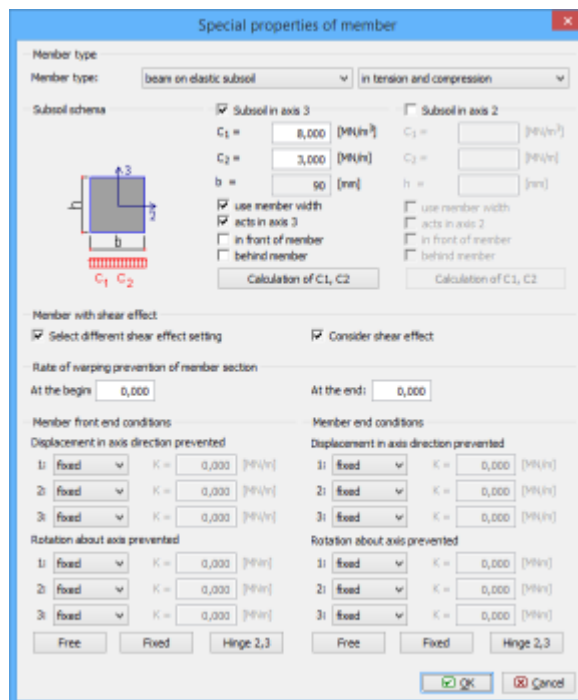 Special properties of member
Member type
Member type: beam on elastic subsoil in tension and compression
Subsoil schema
Subsoil in axis 3 Subsoil in axis 2
C1 = 8,000 [MN/m³] C1 = [MN/m³]
C2 = 3,000 [MN/m] C2 = [MN/m]
b = 90 [mm] h = [mm]
3
h
2
b
C1 C2
use member width use member width
acts in axis 3 acts in axis 2
in front of member in front of member
behind member behind member
Calculation of C1, C2 Calculation of C1, C2
Member with shear effect
Select different shear effect setting Consider shear effect
Rate of warping prevention of member section
At the begin: 0,000 At the end: 0,000
Member front end conditions Member end conditions
Displacement in axis direction prevented Displacement in axis direction prevented
1: fixed K = 0,000 [MN/m] 1: fixed K = 0,000 [MN/m]
2: fixed K = 0,000 [MN/m] 2: fixed K = 0,000 [MN/m]
3: fixed K = 0,000 [MN/m] 3: fixed K = 0,000 [MN/m]
Rotation about axis prevented Rotation about axis prevented
1: fixed K = 0,000 [MNm] 1: fixed K = 0,000 [MNm]
2: fixed K = 0,000 [MNm] 2: fixed K = 0,000 [MNm]
3: fixed K = 0,000 [MNm] 3: fixed K = 0,000 [MNm]
Free Fixed Hinge 2,3 Free Fixed Hinge 2,3
OK Cancel